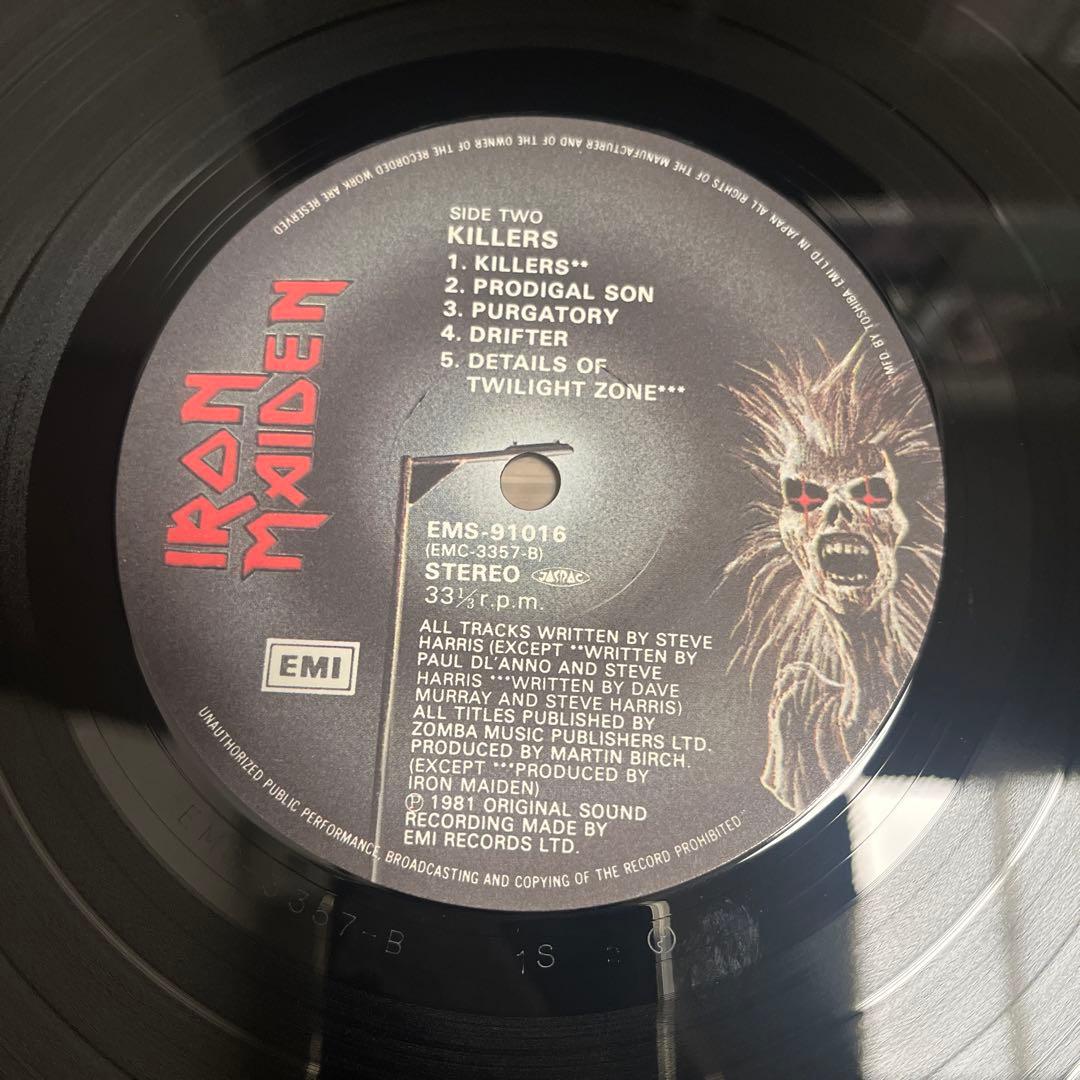 MFD BY TOSHIBA EMI LTD IN JAPAN ALL RIGHTS OF THE MANUFACTURER AND OF THE OWNER OF THE RECORDED WORK ARE RESERVED
SIDE TWO
KILLERS
1. KILLERS**
2. PRODIGAL SON
3. PURGATORY
4. DRIFTER
5. DETAILS OF
TWILIGHT ZONE***
IRON
MAIDEN
EMS-91016
(EMC-3357-B)
STEREO JASRAC
33⅓ r.p.m.
EMI
ALL TRACKS WRITTEN BY STEVE
HARRIS (EXCEPT **WRITTEN BY
PAUL DL'ANNO AND STEVE
HARRIS ***WRITTEN BY DAVE
MURRAY AND STEVE HARRIS)
ALL TITLES PUBLISHED BY
ZOMBA MUSIC PUBLISHERS LTD.
PRODUCED BY MARTIN BIRCH.
(EXCEPT ***PRODUCED BY
IRON MAIDEN)
Ⓟ 1981 ORIGINAL SOUND
RECORDING MADE BY
EMI RECORDS LTD.
UNAUTHORIZED PUBLIC PERFORMANCE, BROADCASTING AND COPYING OF THE RECORD PROHIBITED
357-B 1S